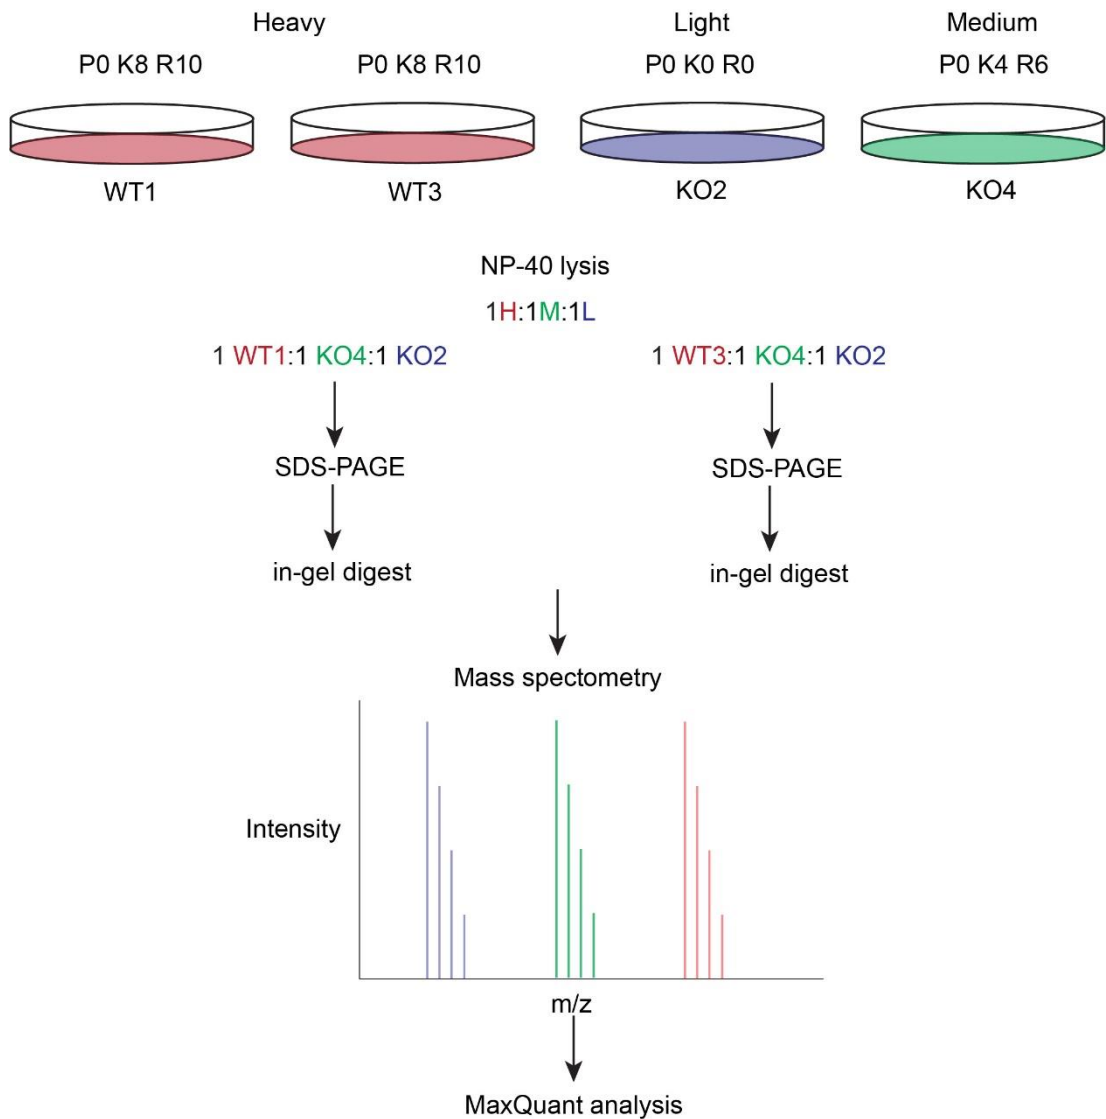 Heavy Light Medium
P0 K8 R10 P0 K8 R10 P0 K0 R0 P0 K4 R6
WT1 WT3 KO2 KO4
NP-40 lysis
1H:1M:1L
1 WT1:1 KO4:1 KO2 1 WT3:1 KO4:1 KO2
SDS-PAGE SDS-PAGE
in-gel digest in-gel digest
Mass spectometry
Intensity
m/z
MaxQuant analysis